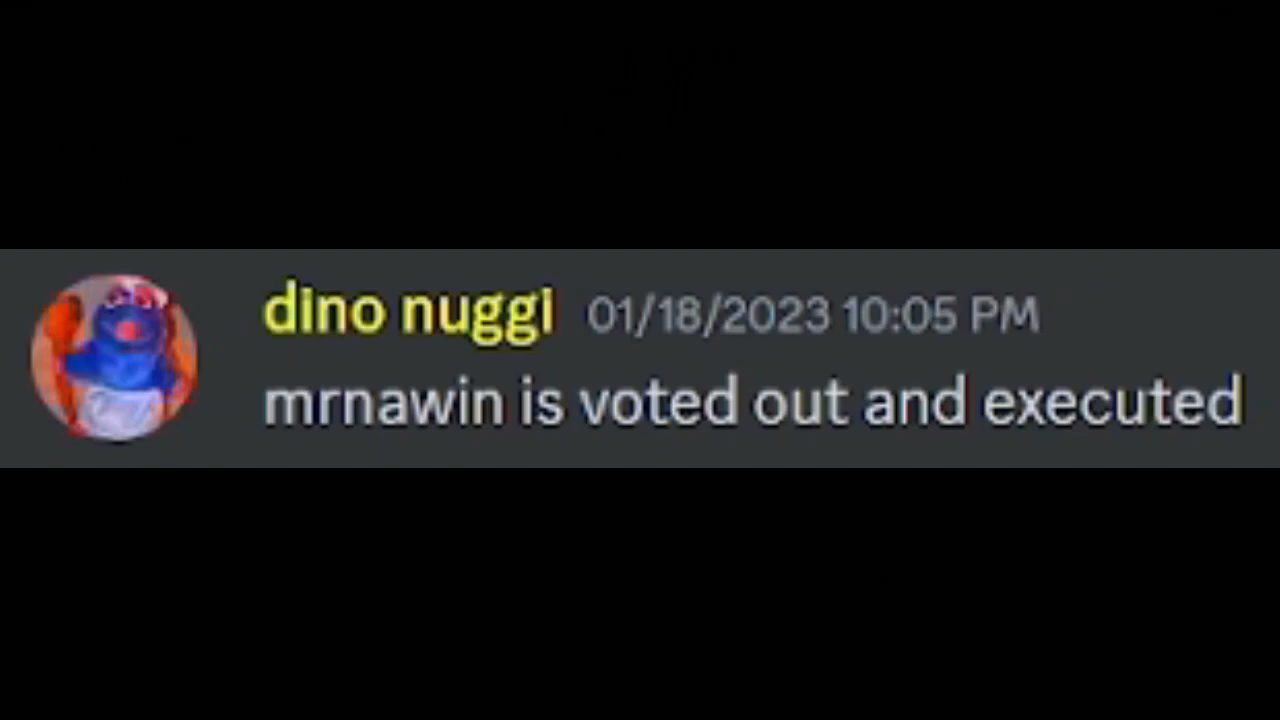 dino nuggi 01/18/2023 10:05 PM
mrnawin is voted out and executed